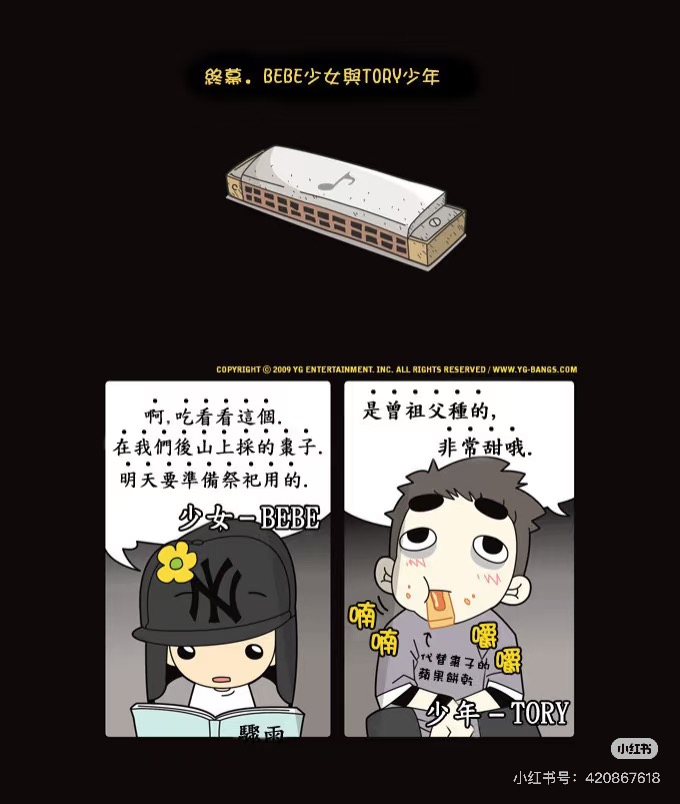 終幕。BEBE少女與TORY少年
COPYRIGHT © 2009 YG ENTERTAINMENT. INC. ALL RIGHTS RESERVED / WWW.YG-BANGS.COM
啊,吃看看這個.
在我們後山上採的棗子.
明天要準備祭祀用的.
少女-BEBE
NY
驟雨
是曾祖父種的,
非常甜哦.
喃
喃
嚼
嚼
代替棗子的
蘋果餅乾
少年-TORY
小红书
小红书号：420867618